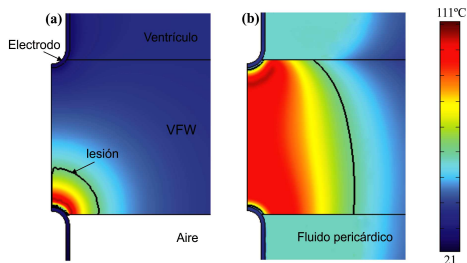 (a)
Ventrículo
Electrodo
VFW
lesión
Aire
(b)
Fluido pericárdico
111ºC
21